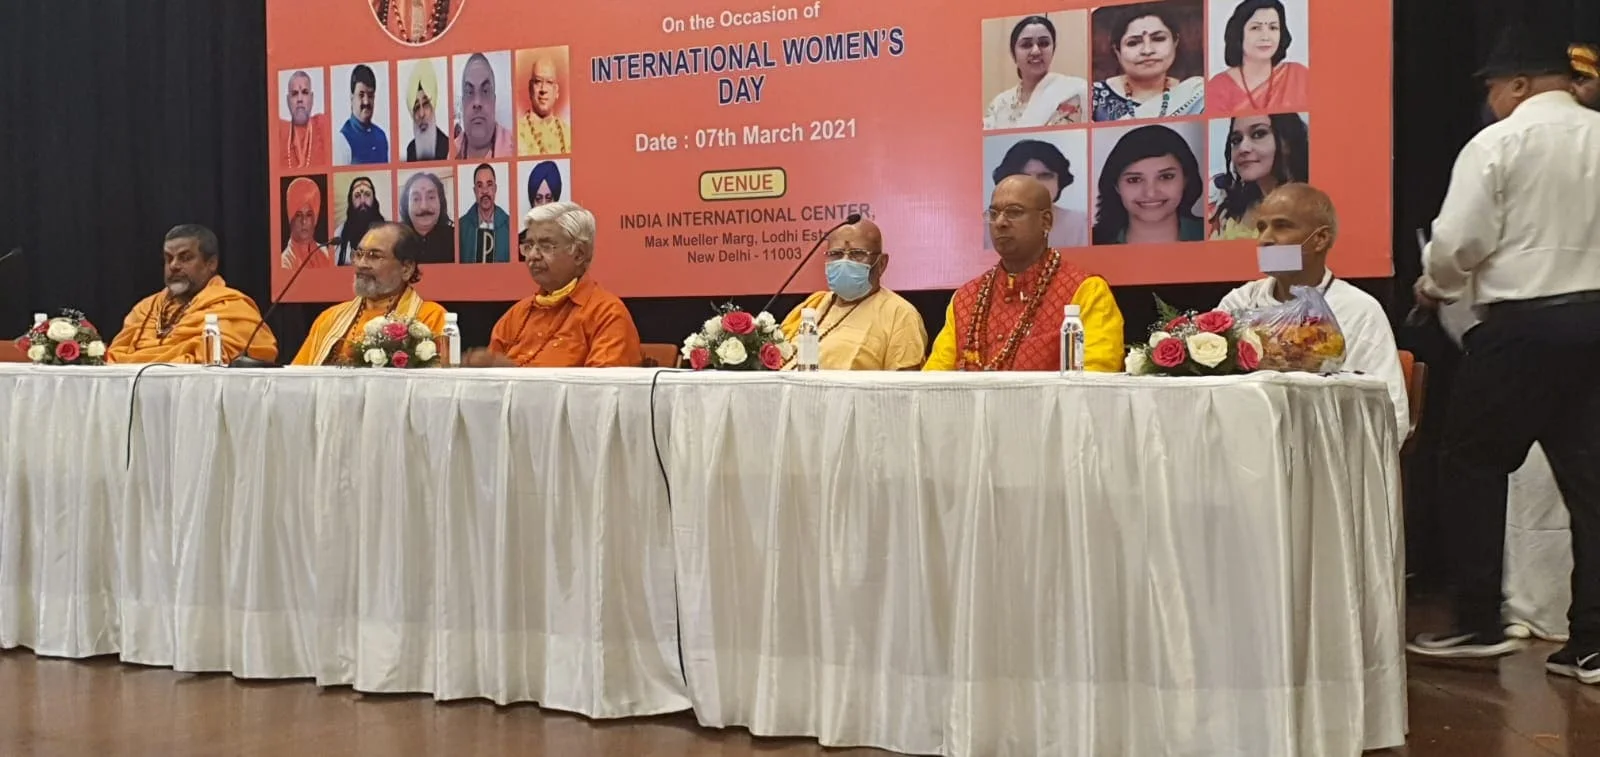 On the Occasion of
INTERNATIONAL WOMEN'S
DAY
Date : 07th March 2021
VENUE
INDIA INTERNATIONAL CENTER,
Max Mueller Marg, Lodhi
New Delhi - 11003